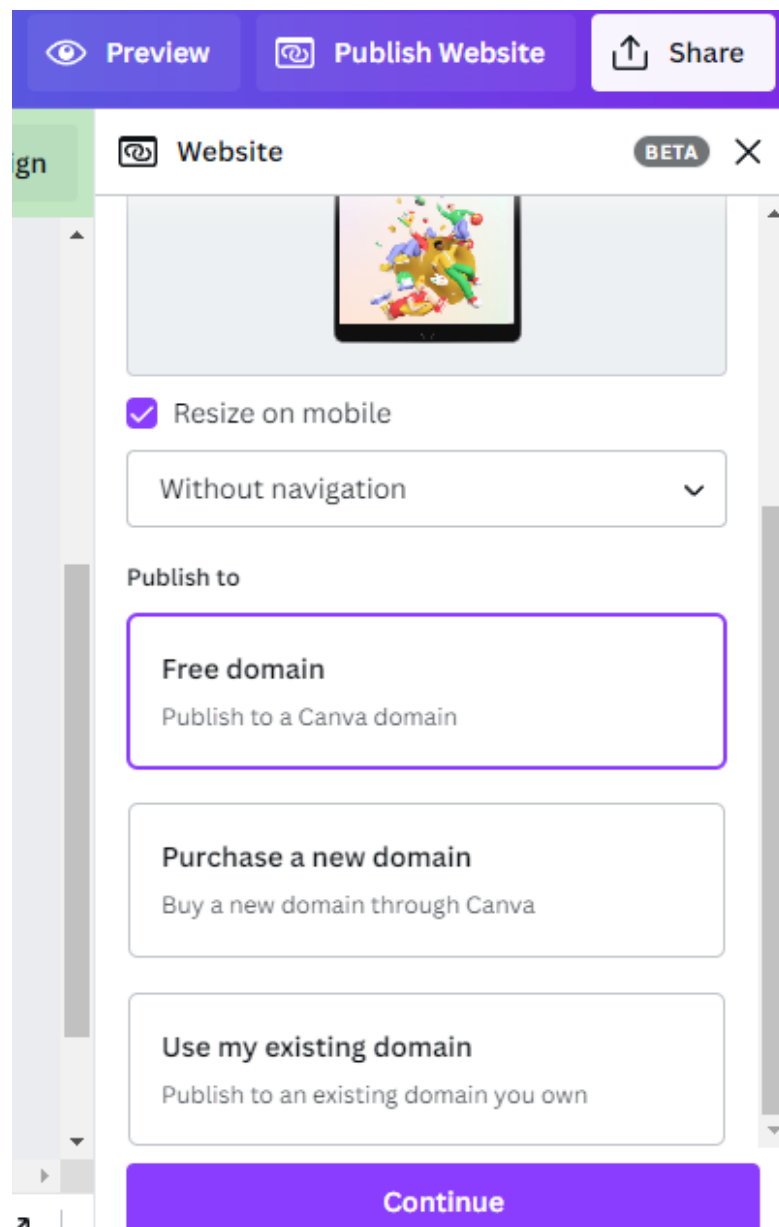 Preview
Publish Website
Share
gn
Website
BETA
Resize on mobile
Without navigation
Publish to
Free domain
Publish to a Canva domain
Purchase a new domain
Buy a new domain through Canva
Use my existing domain
Publish to an existing domain you own
Continue